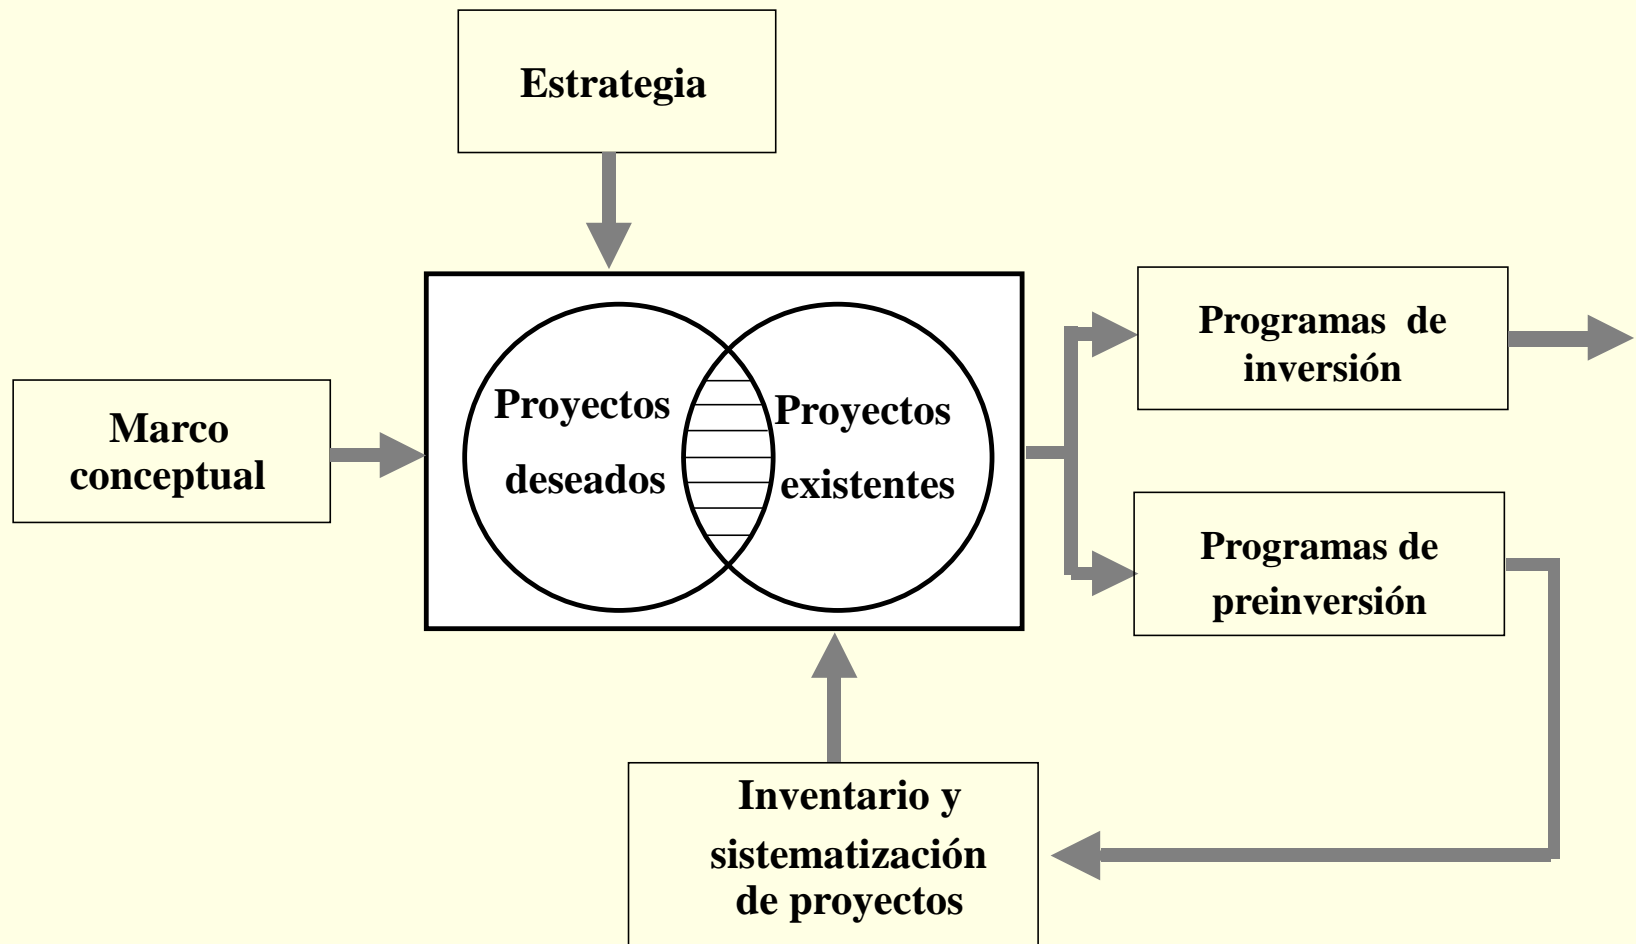 Estrategia
Proyectos
deseados
Proyectos
existentes
Programas de
inversión
Marco
conceptual
Programas de
preinversión
Inventario y
sistematización
de proyectos